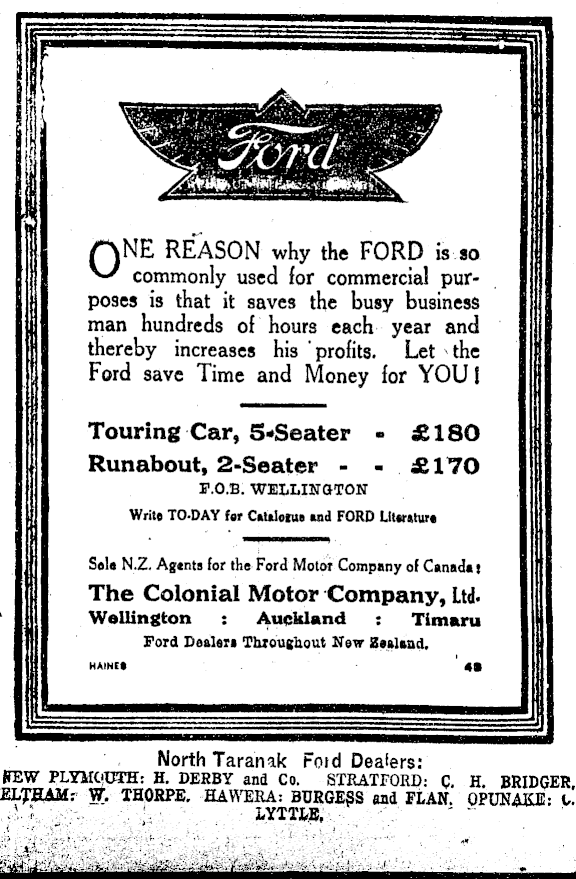 Ford
ONE REASON why the FORD is so
commonly used for commercial pur-
poses is that it saves the busy business
man hundreds of hours each year and
thereby increases his profits. Let the
Ford save Time and Money for YOU!
Touring Car, 5-Seater - £180
Runabout, 2-Seater - - £170
F.O.B. WELLINGTON
Write TO-DAY for Catalogue and FORD Literature
Sole N.Z. Agents for the Ford Motor Company of Canada:
The Colonial Motor Company, Ltd.
Wellington : Auckland : Timaru
Ford Dealers Throughout New Zealand.
HAINES 4B
North Taranak Ford Dealers:
NEW PLYMOUTH: H. DERBY and Co. STRATFORD: C. H. BRIDGER,
ELTHAM: W. THORPE. HAWERA: BURGESS and FLAN. OPUNAKE: C.
LYTTLE.